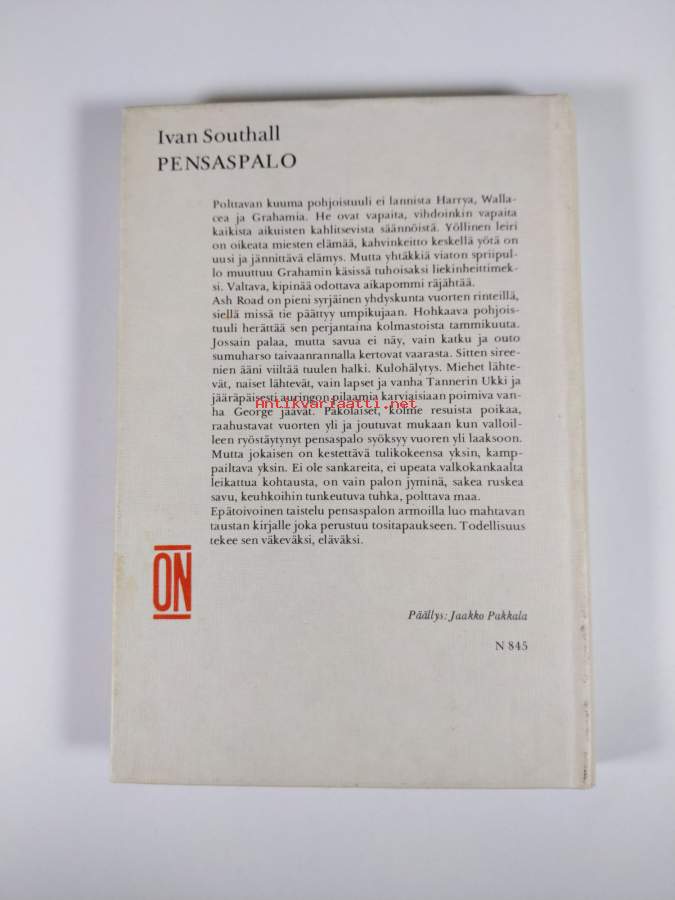 Ivan Southall
PENSASPALO
Polttavan kuuma pohjoistuuli ei lannista Harrya, Walla-
cea ja Grahamia. He ovat vapaita, vihdoinkin vapaita
kaikista aikuisten kahlitsevista säännöistä. Yöllinen leiri
on oikeata miesten elämää, kahvinkeitto keskellä yötä on
uusi ja jännittävä elämys. Mutta yhtäkkiä viaton spriipul-
lo muuttuu Grahamin käsissä tuhoisaksi liekinheittimek-
si. Valtava, kipinää odottava aikapommi räjähtää.
Ash Road on pieni syrjäinen yhdyskunta vuorten rinteillä,
siellä missä tie päättyy umpikujaan. Hohkaava pohjois-
tuuli herättää sen perjantaina kolmastoista tammikuuta.
Jossain palaa, mutta savua ei näy, vain katku ja outo
sumuharso taivaanrannalla kertovat vaarasta. Sitten siree-
nien ääni viiltää tuulen halki. Kulohälytys. Miehet lähte-
vät, naiset lähtevät, vain lapset ja vanha Tannerin Ukki ja
jääräpäisesti auringon pilaamia karviaisiaan poimiva van-
Antikvariaatti.net
ha George jäävät. Pakolaiset, kolme resuista poikaa,
raahustavat vuorten yli ja joutuvat mukaan kun valloil-
leen ryöstäytynyt pensaspalo syöksyy vuoren yli laaksoon.
Mutta jokaisen on kestettävä tulikokeensa yksin, kamp-
pailtava yksin. Ei ole sankareita, ei upeata valkokankaalta
leikattua kohtausta, on vain palon jyminä, sakea ruskea
savu, keuhkoihin tunkeutuva tuhka, polttava maa.
Epätoivoinen taistelu pensaspalon armoilla luo mahtavan
taustan kirjalle joka perustuu tositapaukseen. Todellisuus
tekee sen väkeväksi, eläväksi.
ON
Päällys: Jaakko Pakkala
N 845